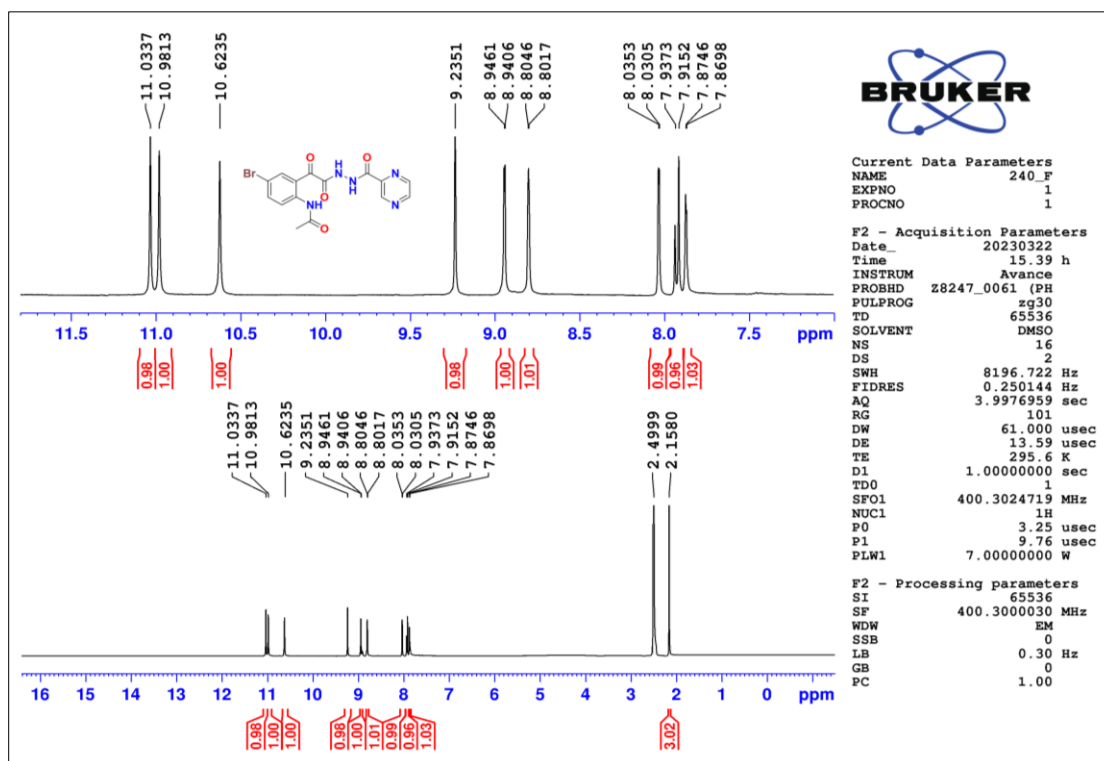 11.0337
10.9813
10.6235
9.2351
8.9461
8.9406
8.8046
8.8017
8.0353
8.0305
7.9373
7.9152
7.8746
7.8698
Br
O
O
NH
NH
O
N
N
NH
O
11.5 11.0 10.5 10.0 9.5 9.0 8.5 8.0 7.5 ppm
0.98 1.00 1.00 0.98 1.00 1.01 0.99 0.96 1.03
11.0337
10.9813
10.6235
9.2351
8.9461
8.9406
8.8046
8.8017
8.0353
8.0305
7.9373
7.9152
7.8746
7.8698
2.4999
2.1580
16 15 14 13 12 11 10 9 8 7 6 5 4 3 2 1 0 ppm
0.98 1.00 1.00 0.98 1.00 1.01 0.99 0.96 1.03 3.02
BRUKER
Current Data Parameters
NAME 240_F
EXPNO 1
PROCNO 1
F2 - Acquisition Parameters
Date_ 20230322
Time 15.39 h
INSTRUM Avance
PROBHD Z8247_0061 (PH
PULPROG zg30
TD 65536
SOLVENT DMSO
NS 16
DS 2
SWH 8196.722 Hz
FIDRES 0.250144 Hz
AQ 3.9976959 sec
RG 101
DW 61.000 usec
DE 13.59 usec
TE 295.6 K
D1 1.00000000 sec
TD0 1
SFO1 400.3024719 MHz
NUC1 1H
P0 3.25 usec
P1 9.76 usec
PLW1 7.00000000 W
F2 - Processing parameters
SI 65536
SF 400.3000030 MHz
WDW EM
SSB 0
LB 0.30 Hz
GB 0
PC 1.00